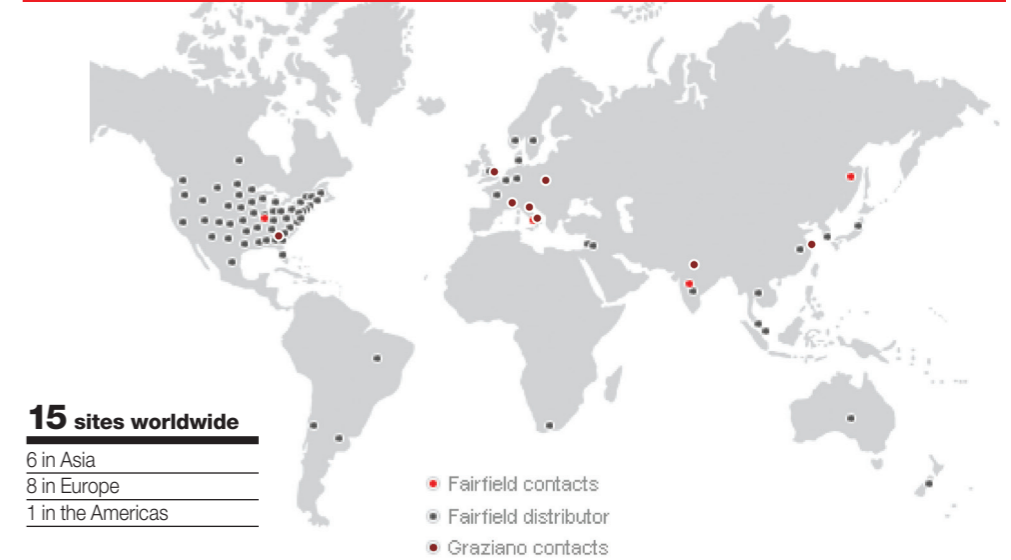 15 sites worldwide
6 in Asia
8 in Europe
1 in the Americas
Fairfield contacts
Fairfield distributor
Graziano contacts